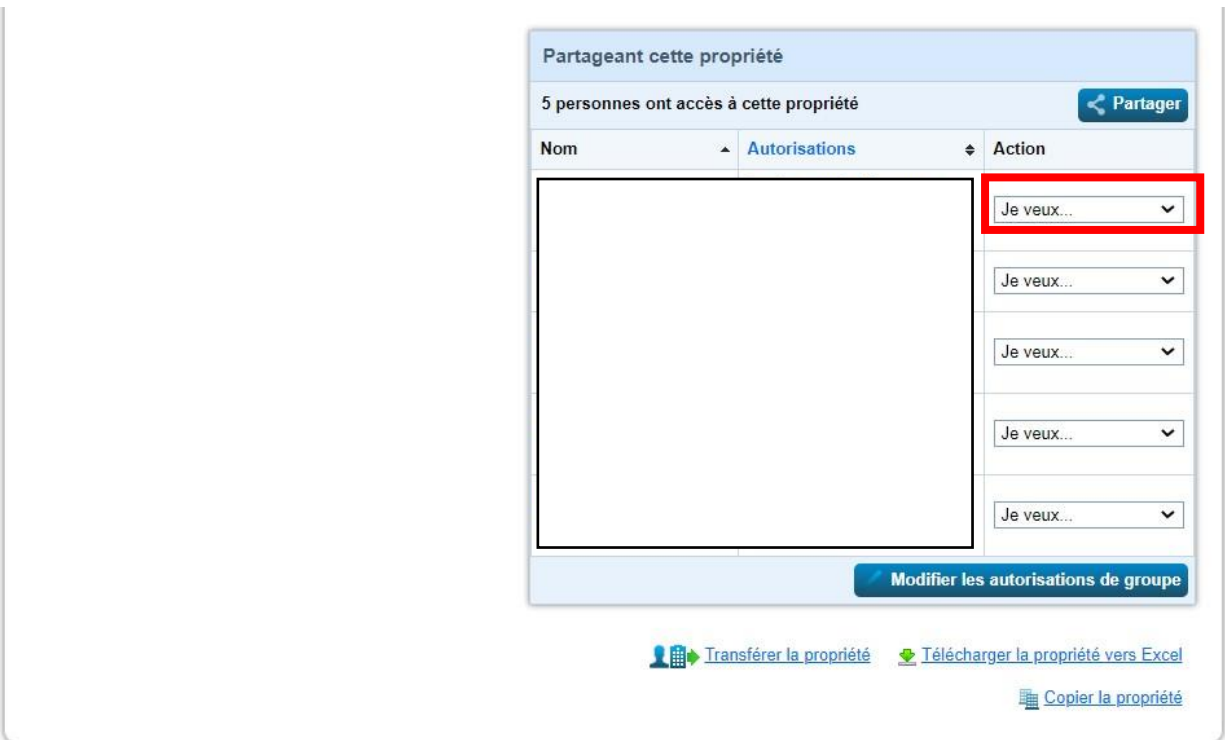 Partageant cette propriété
5 personnes ont accès à cette propriété Partager
Nom Autorisations Action
Je veux...
Je veux...
Je veux...
Je veux...
Je veux...
Modifier les autorisations de groupe
Transférer la propriété Télécharger la propriété vers Excel
Copier la propriété